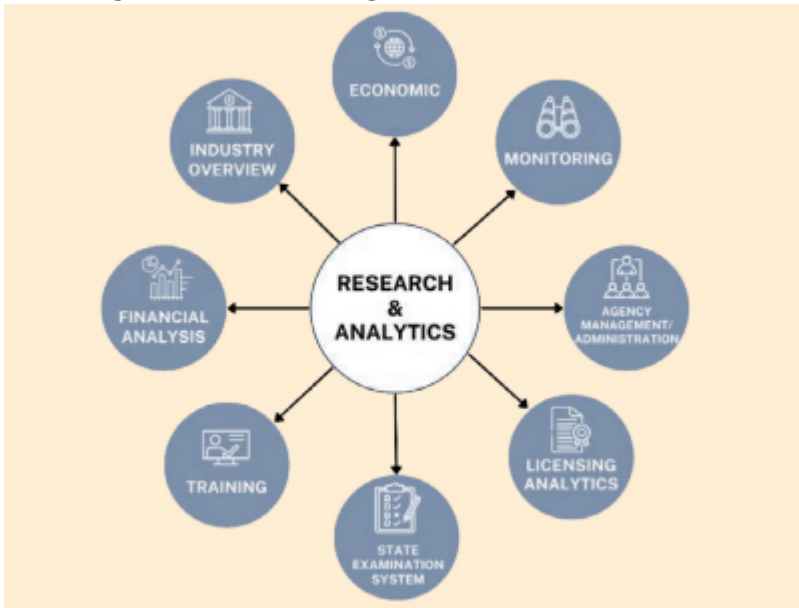 ECONOMIC
MONITORING
AGENCY
MANAGEMENT/
ADMINISTRATION
LICENSING
ANALYTICS
STATE
EXAMINATION
SYSTEM
TRAINING
FINANCIAL
ANALYSIS
INDUSTRY
OVERVIEW
RESEARCH
&
ANALYTICS